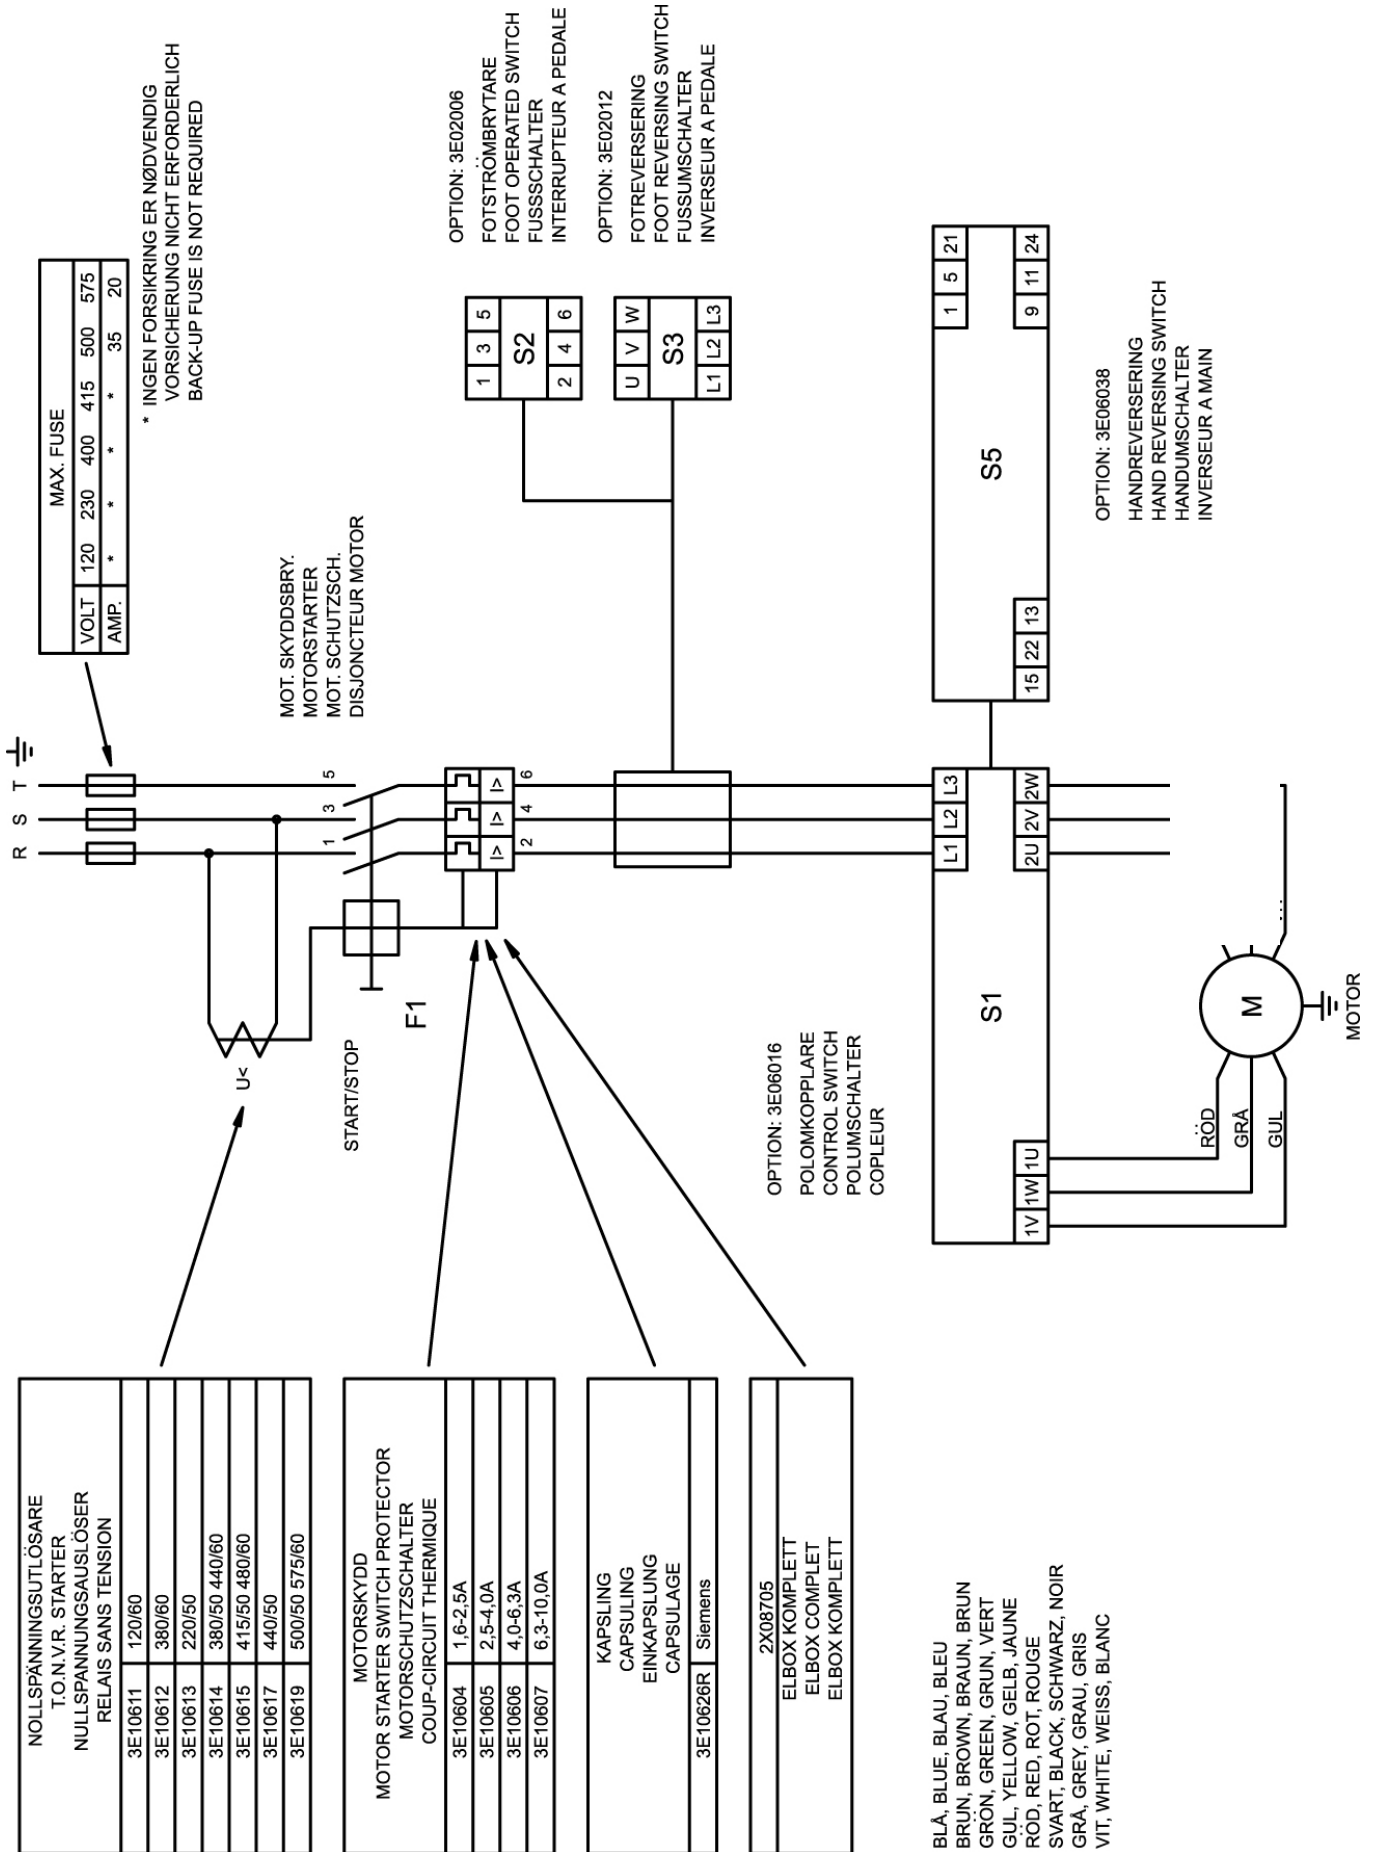 NOLLSPÄNNINGSUTLÖSARE
T.O.N.V.R. STARTER
NULLSPANNUNGSAUSLÖSER
RELAIS SANS TENSION
3E10611 120/60
3E10612 380/60
3E10613 220/50
3E10614 380/50 440/60
3E10615 415/50 480/60
3E10617 440/50
3E10619 500/50 575/60
MOTORSKYDD
MOTOR STARTER SWITCH PROTECTOR
MOTORSCHUTZSCHALTER
COUP-CIRCUIT THERMIQUE
3E10604 1,6-2,5A
3E10605 2,5-4,0A
3E10606 4,0-6,3A
3E10607 6,3-10,0A
KAPSLING
CAPSULING
EINKAPSLUNG
CAPSULAGE
3E10626R Siemens
2X08705
ELBOX KOMPLETT
ELBOX COMPLET
ELBOX KOMPLETT
BLÅ, BLUE, BLAU, BLEU
BRUN, BROWN, BRAUN, BRUN
GRÖN, GREEN, GRUN, VERT
GUL, YELLOW, GELB, JAUNE
RÖD, RED, ROT, ROUGE
SVART, BLACK, SCHWARZ, NOIR
GRÅ, GREY, GRAU, GRIS
VIT, WHITE, WEISS, BLANC
U<
START/STOP
F1
R S T
1 3 5
I> I> I>
2 4 6
MAX. FUSE
VOLT 120 230 400 415 500 575
AMP. * * * * 35 20
* INGEN FORSIKRING ER NØDVENDIG
VORSICHERUNG NICHT ERFORDERLICH
BACK-UP FUSE IS NOT REQUIRED
MOT. SKYDDSBRY.
MOTORSTARTER
MOT. SCHUTZSCH.
DISJONCTEUR MOTOR
OPTION: 3E02006
FOTSTRÖMBRYTARE
FOOT OPERATED SWITCH
FUSSSCHALTER
INTERRUPTEUR A PEDALE
1 3 5
S2
2 4 6
OPTION: 3E02012
FOTREVERSERING
FOOT REVERSING SWITCH
FUSSUMSCHALTER
INVERSEUR A PEDALE
U V W
S3
L1 L2 L3
OPTION: 3E06016
POLOMKOPPLARE
CONTROL SWITCH
POLUMSCHALTER
COPLEUR
L1 L2 L3
S1
1V 1W 1U
2U 2V 2W
1 5 21
S5
15 22 13
9 11 24
OPTION: 3E06038
HANDREVERSERING
HAND REVERSING SWITCH
HANDUMSCHALTER
INVERSEUR A MAIN
RÖD
GRÅ
GUL
M
MOTOR